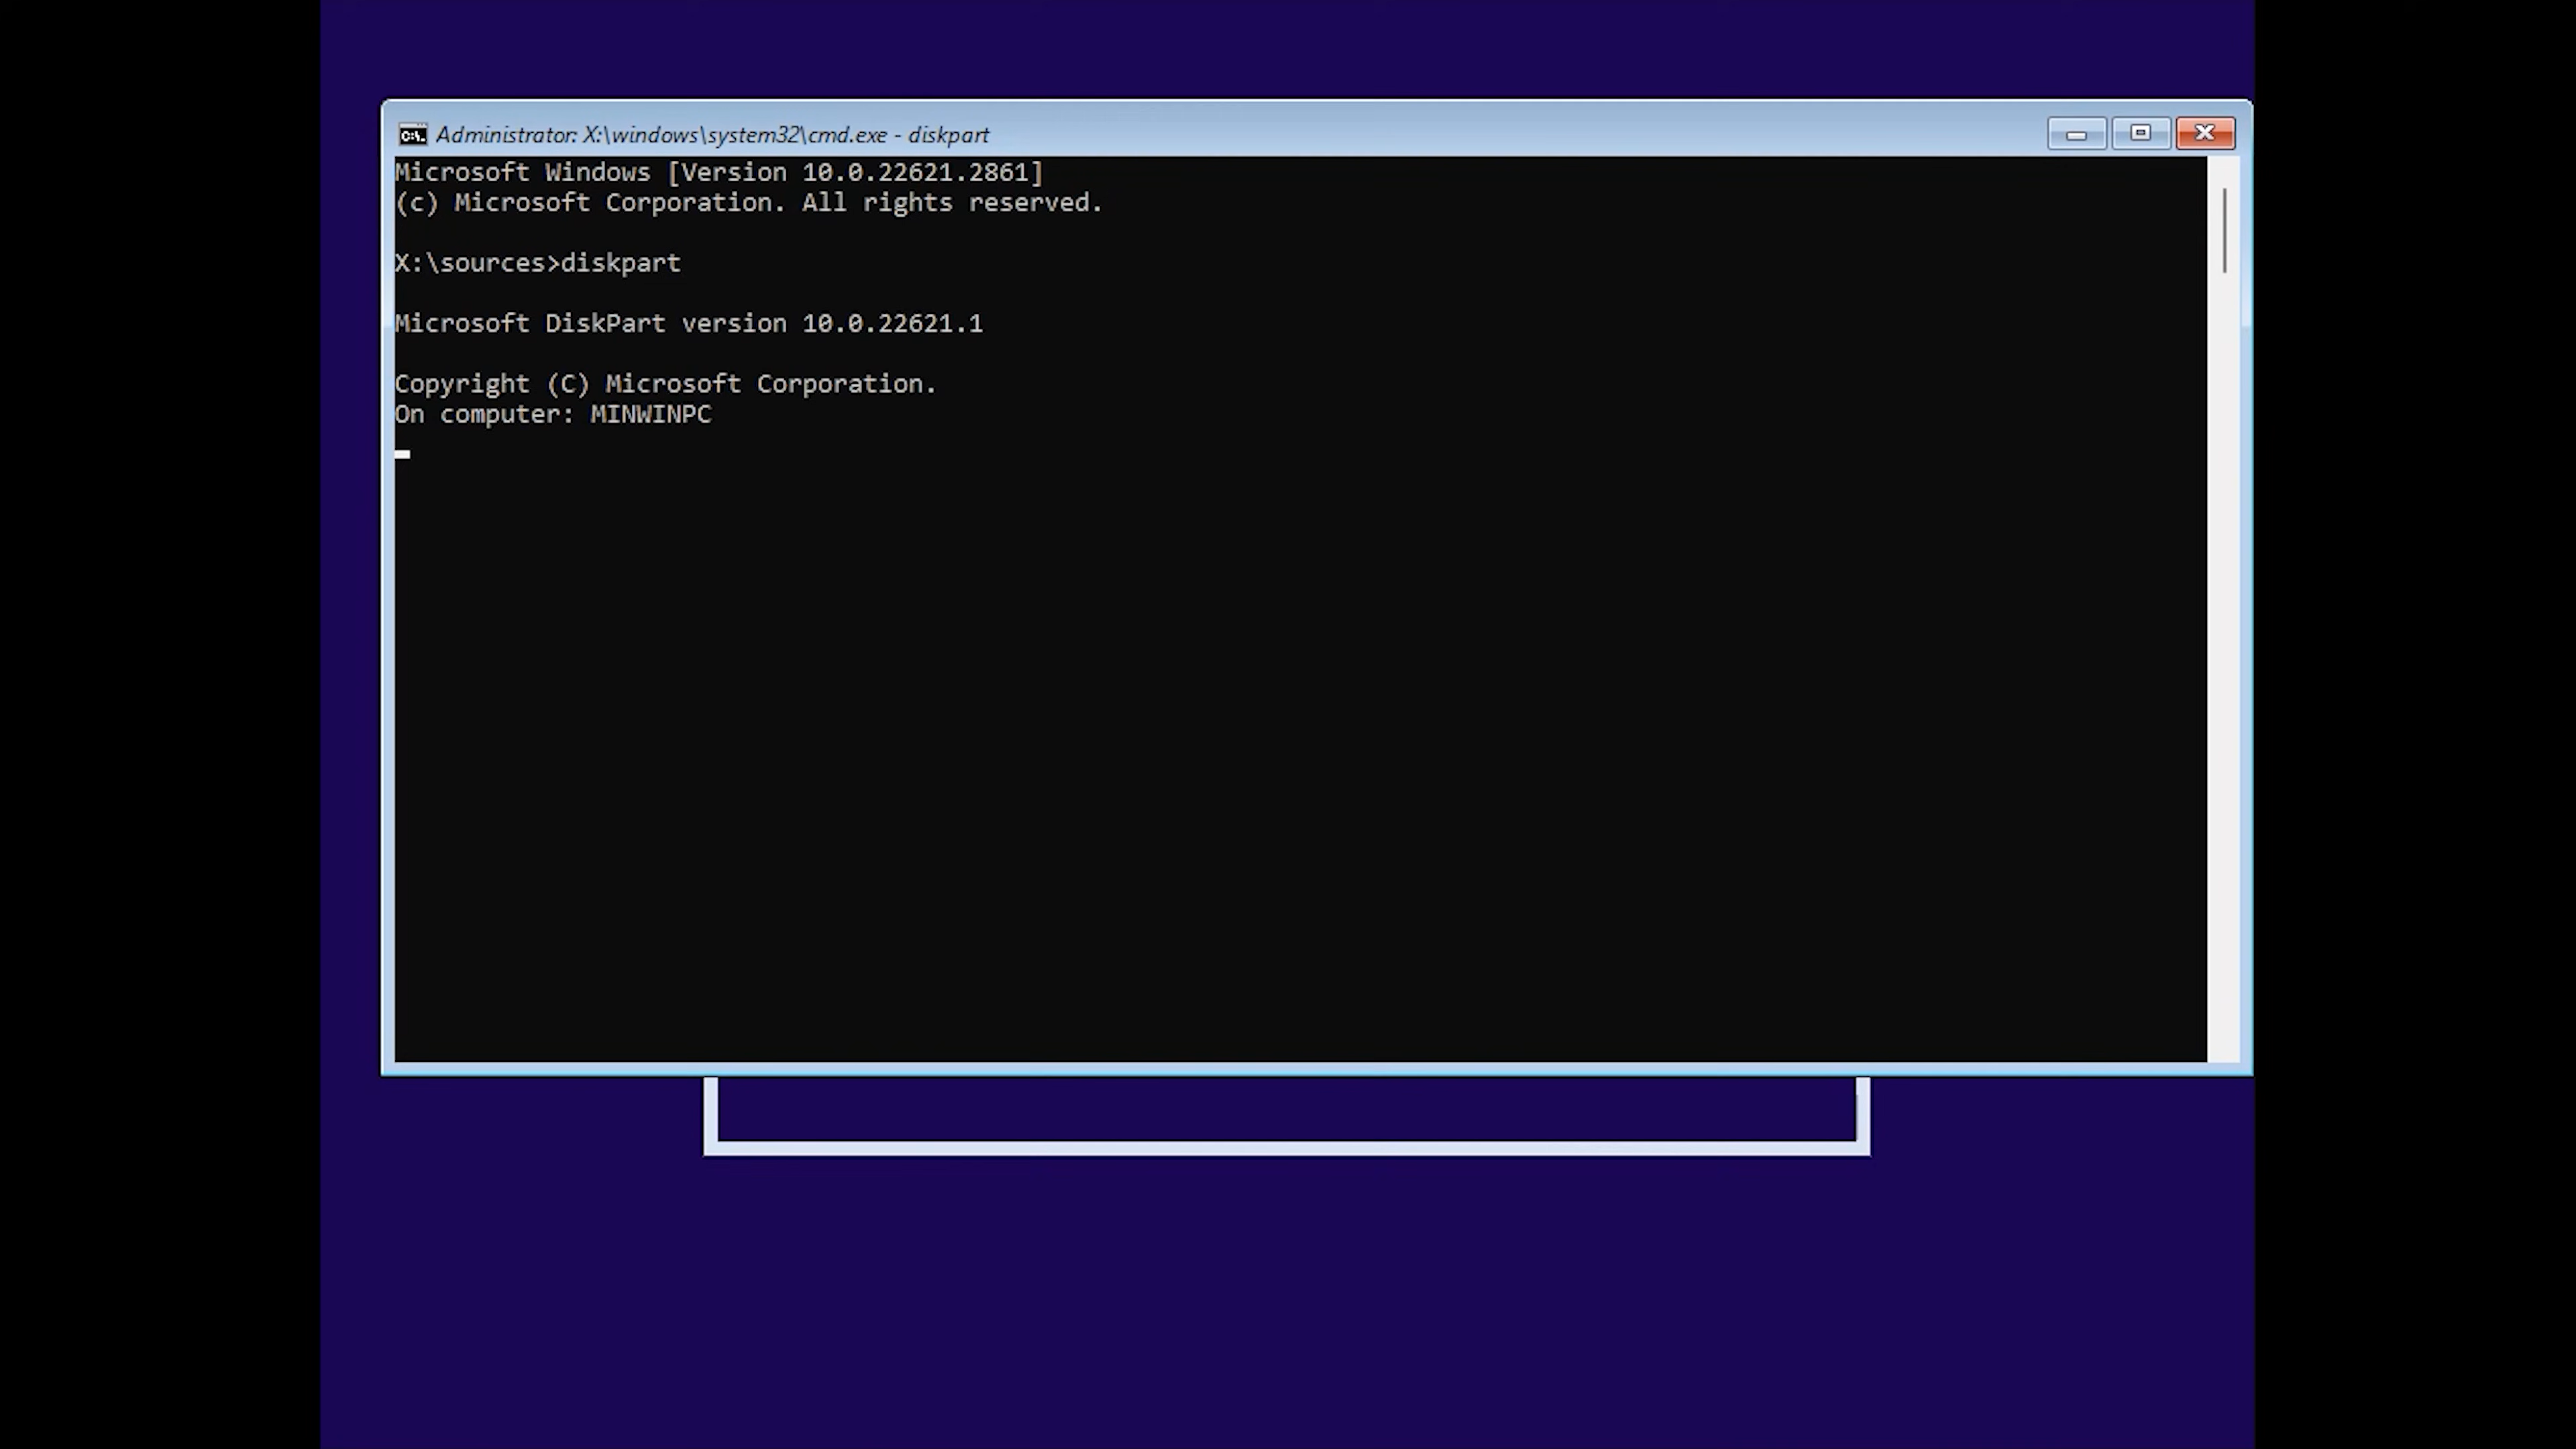 Administrator: X:\windows\system32\cmd.exe - diskpart
Microsoft Windows [Version 10.0.22621.2861]
(c) Microsoft Corporation. All rights reserved.
X:\sources>diskpart
Microsoft DiskPart version 10.0.22621.1
Copyright (C) Microsoft Corporation.
On computer: MINWINPC